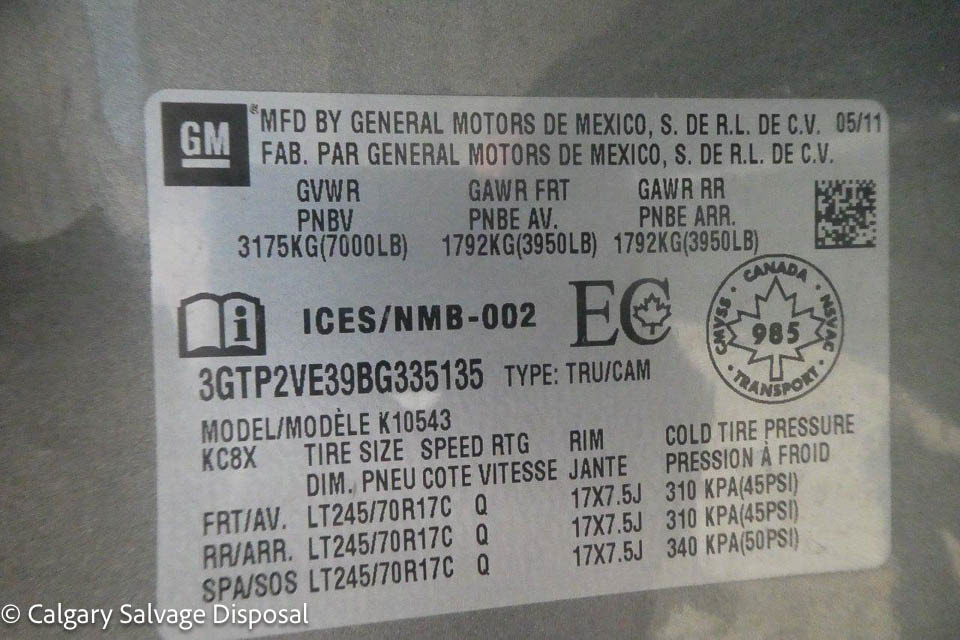 GM ® MFD BY GENERAL MOTORS DE MEXICO, S. DE R.L. DE C.V. 05/11
FAB. PAR GENERAL MOTORS DE MEXICO, S. DE R.L. DE C.V.
GVWR GAWR FRT GAWR RR
PNBV PNBE AV. PNBE ARR.
3175KG(7000LB) 1792KG(3950LB) 1792KG(3950LB)
i ICES/NMB-002 EC CANADA CMVSS NSVAC 985 TRANSPORT
3GTP2VE39BG335135 TYPE: TRU/CAM
MODEL/MODÈLE K10543
KC8X TIRE SIZE SPEED RTG RIM COLD TIRE PRESSURE
DIM. PNEU COTE VITESSE JANTE PRESSION À FROID
FRT/AV. LT245/70R17C Q 17X7.5J 310 KPA(45PSI)
RR/ARR. LT245/70R17C Q 17X7.5J 310 KPA(45PSI)
SPA/SOS LT245/70R17C Q 17X7.5J 340 KPA(50PSI)
© Calgary Salvage Disposal